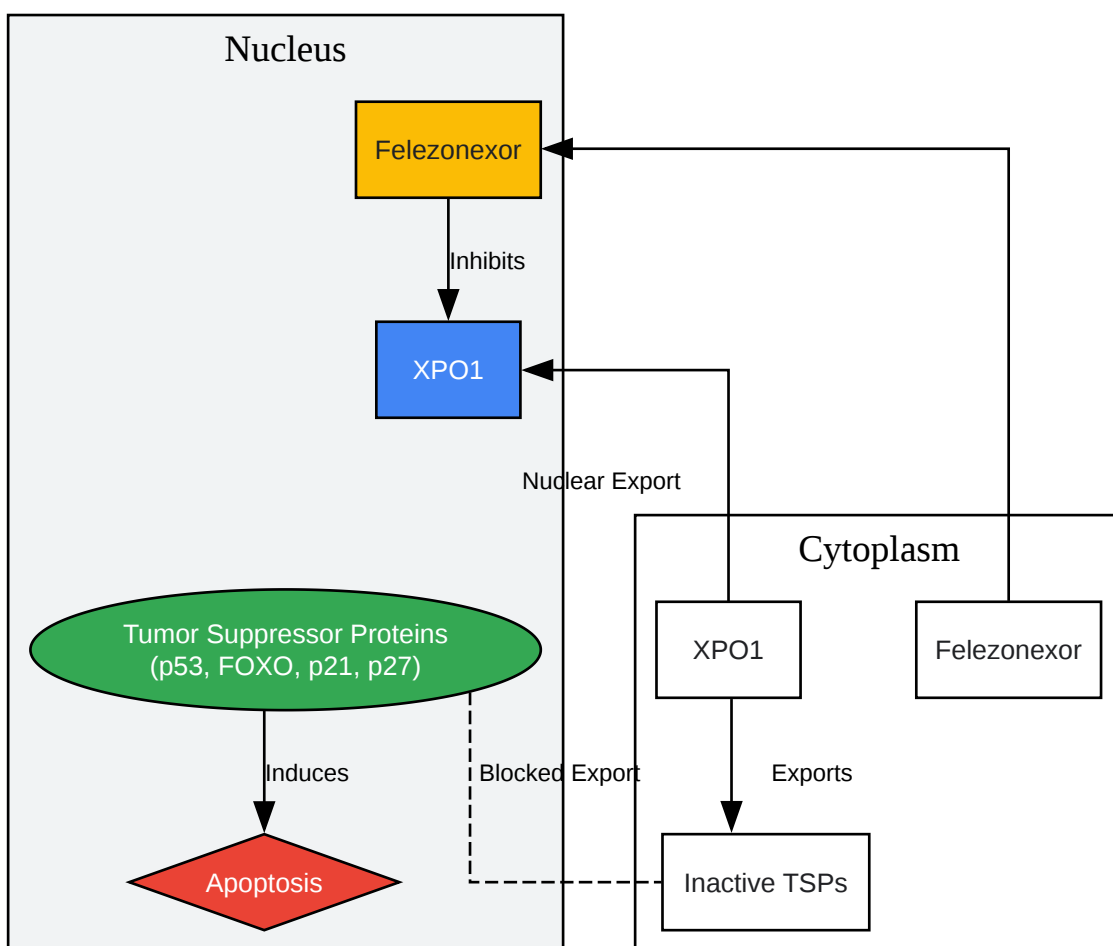 Nucleus
Felezonexor
Inhibits
XPO1
Nuclear Export
Cytoplasm
Tumor Suppressor Proteins
(p53, FOXO, p21, p27)
XPO1
Felezonexor
Induces
Blocked Export
Exports
Apoptosis
Inactive TSPs